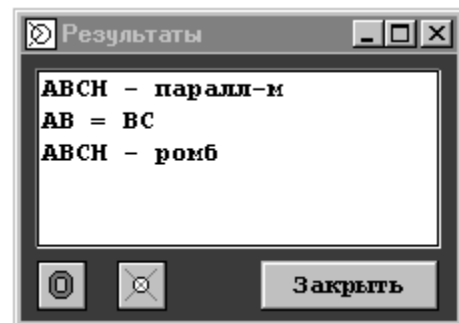 Результаты
ABCH - паралл-м
AB = BC
ABCH - ромб
Закрыть